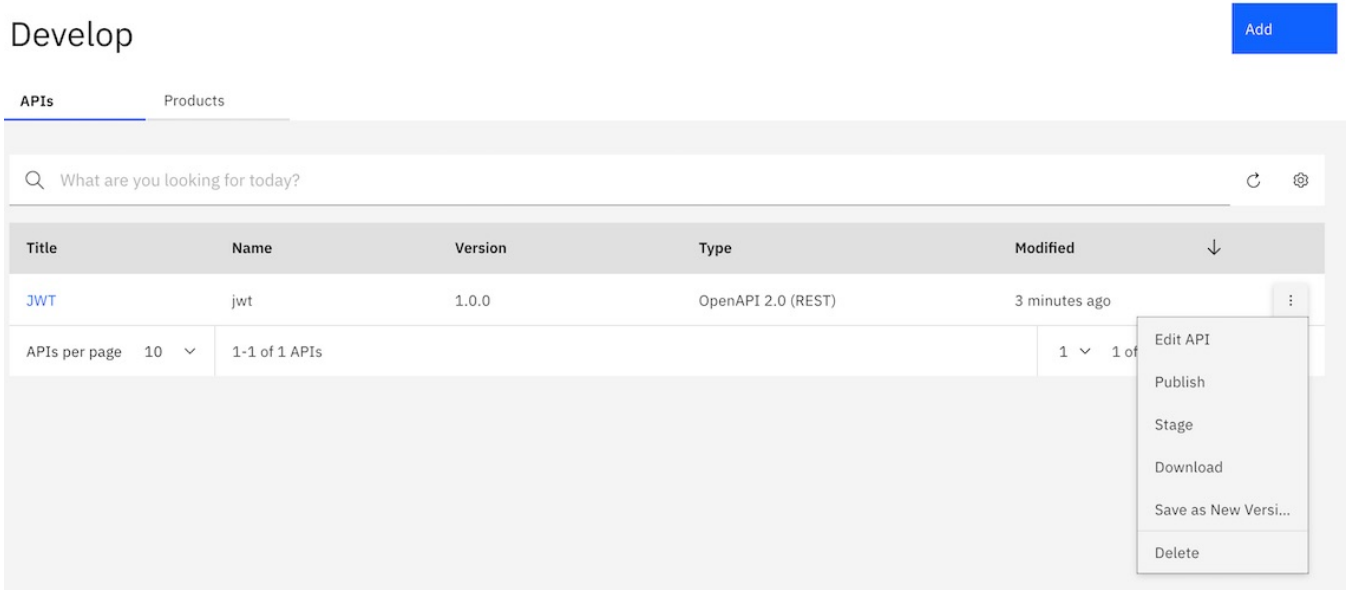 Develop
Add
APIs Products
What are you looking for today?
Title Name Version Type Modified
JWT jwt 1.0.0 OpenAPI 2.0 (REST) 3 minutes ago
APIs per page 10 1-1 of 1 APIs 1 1 of
Edit API
Publish
Stage
Download
Save as New Versi...
Delete